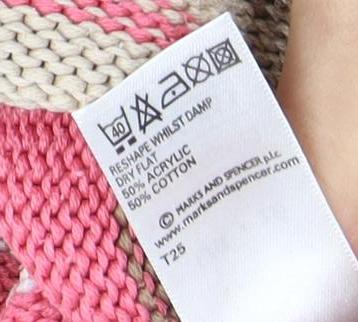 40
RESHAPE WHILST DAMP
DRY FLAT
50% ACRYLIC
50% COTTON
© MARKS AND SPENCER p.l.c
www.marksandspencer.com
T25